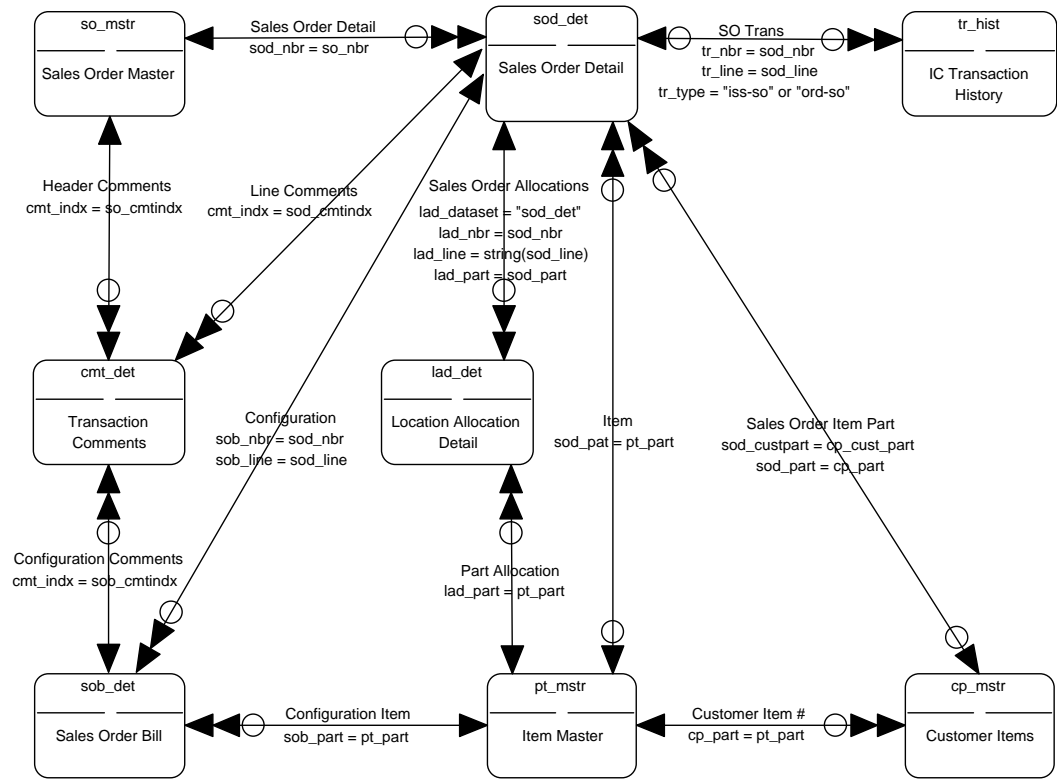 so_mstr
Sales Order Master
Sales Order Detail
sod_nbr = so_nbr
sod_det
Sales Order Detail
SO Trans
tr_nbr = sod_nbr
tr_line = sod_line
tr_type = "iss-so" or "ord-so"
tr_hist
IC Transaction
History
Header Comments
cmt_indx = so_cmtindx
Line Comments
cmt_indx = sod_cmtindx
Sales Order Allocations
lad_dataset = "sod_det"
lad_nbr = sod_nbr
lad_line = string(sod_line)
lad_part = sod_part
cmt_det
Transaction
Comments
Configuration
sob_nbr = sod_nbr
sob_line = sod_line
lad_det
Location Allocation
Detail
Item
sod_pat = pt_part
Sales Order Item Part
sod_custpart = cp_cust_part
sod_part = cp_part
Configuration Comments
cmt_indx = sob_cmtindx
Part Allocation
lad_part = pt_part
sob_det
Sales Order Bill
Configuration Item
sob_part = pt_part
pt_mstr
Item Master
Customer Item #
cp_part = pt_part
cp_mstr
Customer Items